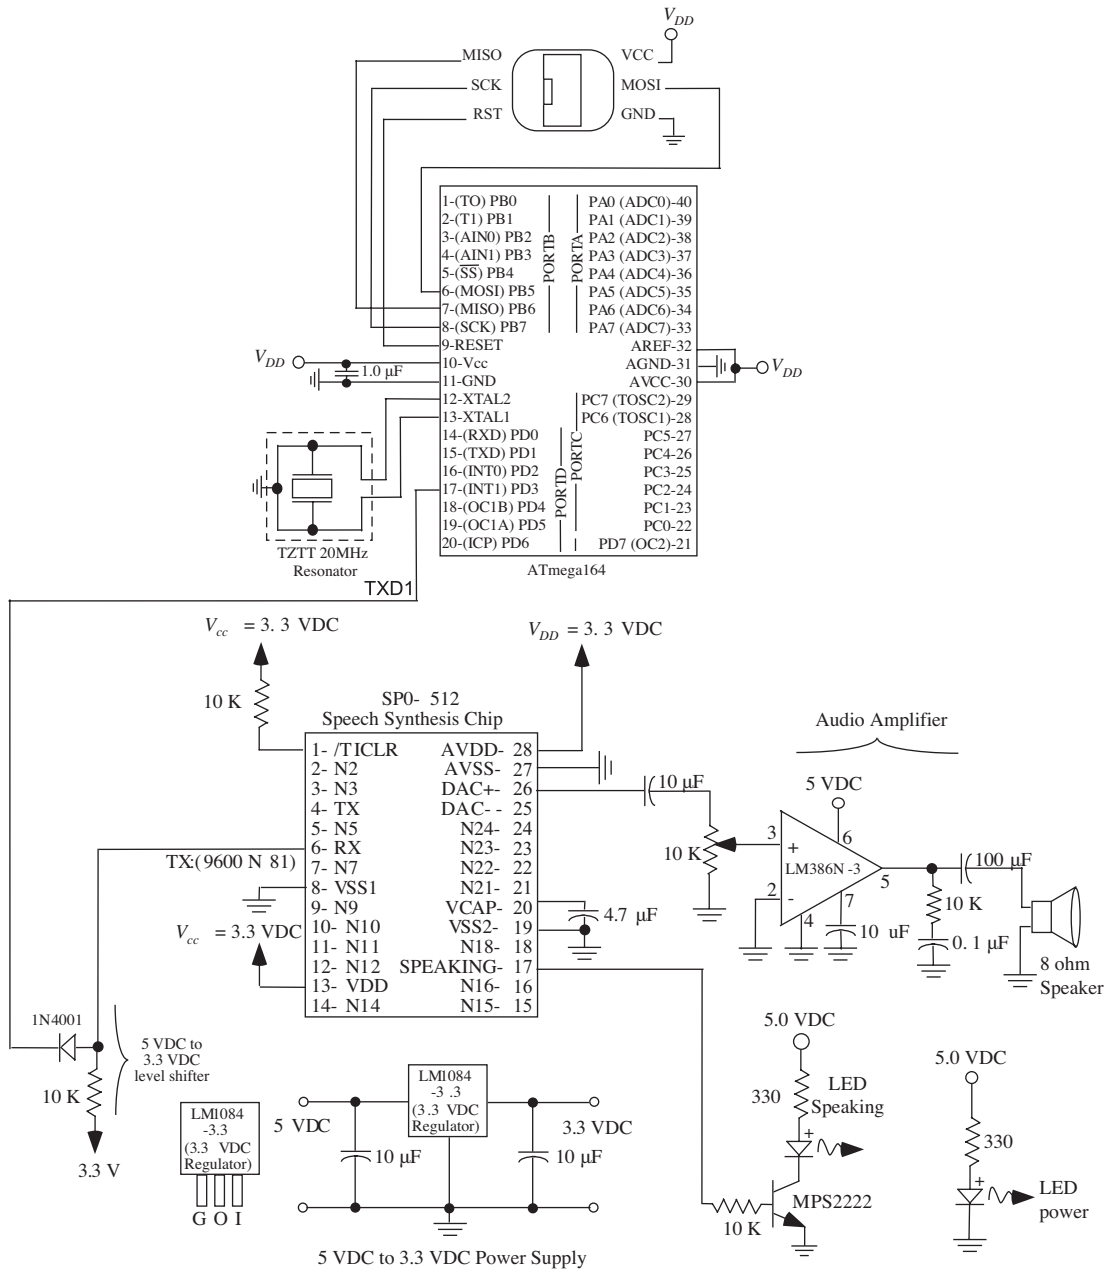 V_DD
MISO
VCC
SCK
MOSI
RST
GND
1-(TO) PB0
2-(T1) PB1
3-(AIN0) PB2
4-(AIN1) PB3
5-(SS) PB4
6-(MOSI) PB5
7-(MISO) PB6
8-(SCK) PB7
9-RESET
10-Vcc
11-GND
12-XTAL2
13-XTAL1
14-(RXD) PD0
15-(TXD) PD1
16-(INT0) PD2
17-(INT1) PD3
18-(OC1B) PD4
19-(OC1A) PD5
20-(ICP) PD6
PORTB
PORTA
PORTD
PORTC
PA0 (ADC0)-40
PA1 (ADC1)-39
PA2 (ADC2)-38
PA3 (ADC3)-37
PA4 (ADC4)-36
PA5 (ADC5)-35
PA6 (ADC6)-34
PA7 (ADC7)-33
AREF-32
AGND-31
AVCC-30
PC7 (TOSC2)-29
PC6 (TOSC1)-28
PC5-27
PC4-26
PC3-25
PC2-24
PC1-23
PC0-22
PD7 (OC2)-21
V_DD
1.0 µF
V_DD
TZTT 20MHz
Resonator
ATmega164
TXD1
V_cc = 3. 3 VDC
V_DD = 3. 3 VDC
10 K
SP0- 512
Speech Synthesis Chip
1- /TICLR
2- N2
3- N3
4- TX
5- N5
6- RX
7- N7
8- VSS1
9- N9
10- N10
11- N11
12- N12
13- VDD
14- N14
AVDD- 28
AVSS- 27
DAC+- 26
DAC- - 25
N24- 24
N23- 23
N22- 22
N21- 21
VCAP- 20
VSS2- 19
N18- 18
SPEAKING- 17
N16- 16
N15- 15
TX:(9600 N 81)
V_cc = 3.3 VDC
4.7 µF
Audio Amplifier
10 µF
5 VDC
10 K
3
+
6
LM386N -3
2
-
7
4
5
10 uF
100 µF
10 K
0.1 µF
8 ohm
Speaker
1N4001
5 VDC to
3.3 VDC
level shifter
10 K
3.3 V
LM1084
-3.3
(3.3 VDC
Regulator)
G O I
LM1084
-3 .3
(3.3 VDC
Regulator)
5 VDC
3.3 VDC
10 µF
10 µF
5 VDC to 3.3 VDC Power Supply
5.0 VDC
330
LED
Speaking
+
MPS2222
10 K
5.0 VDC
330
+
LED
power